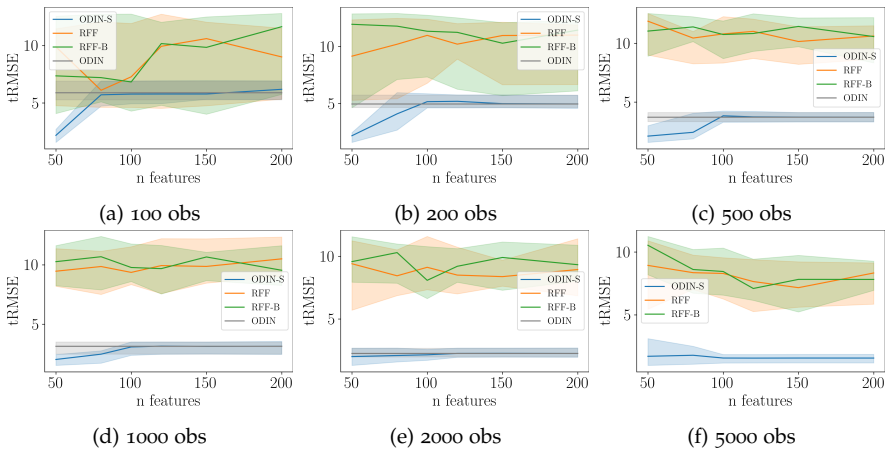 ODIN-S
RFF
RFF-B
ODIN
tRMSE
10
5
50
100
150
200
n features
(a) 100 obs
ODIN-S
RFF
RFF-B
ODIN
tRMSE
10
5
50
100
150
200
n features
(b) 200 obs
ODIN-S
RFF
RFF-B
ODIN
tRMSE
10
5
50
100
150
200
n features
(c) 500 obs
ODIN-S
RFF
RFF-B
ODIN
tRMSE
10
5
50
100
150
200
n features
(d) 1000 obs
ODIN-S
RFF
RFF-B
ODIN
tRMSE
10
5
50
100
150
200
n features
(e) 2000 obs
ODIN-S
RFF
RFF-B
tRMSE
10
5
50
100
150
200
n features
(f) 5000 obs